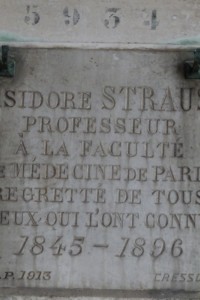 5934
ISIDORE STRAUS
PROFESSEUR
À LA FACULTÉ
E MÉDECINE DE PARI
REGRETTÉ DE TOUS
EUX QUI L'ONT CONN
1845-1896
.P. 1913 CRESSO